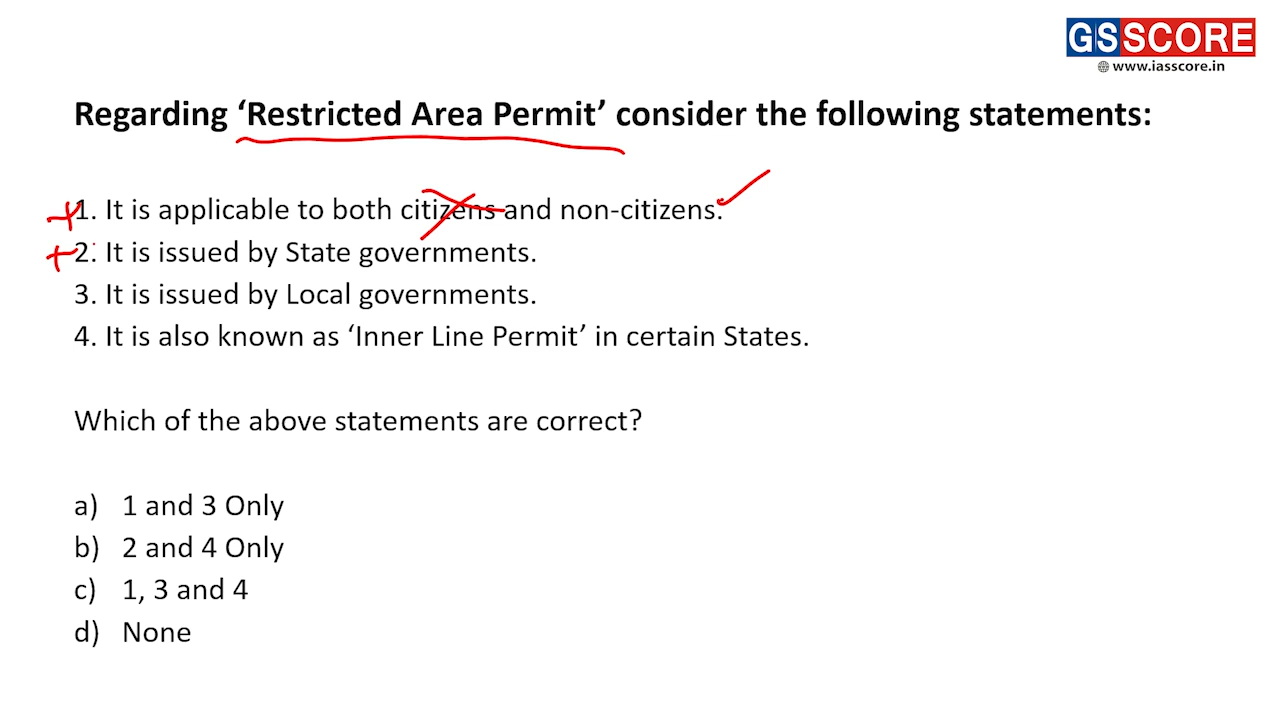 GSSCORE
www.iasscore.in
Regarding ‘Restricted Area Permit’ consider the following statements:
1. It is applicable to both citizens and non-citizens.
2. It is issued by State governments.
3. It is issued by Local governments.
4. It is also known as ‘Inner Line Permit’ in certain States.
Which of the above statements are correct?
a) 1 and 3 Only
b) 2 and 4 Only
c) 1, 3 and 4
d) None